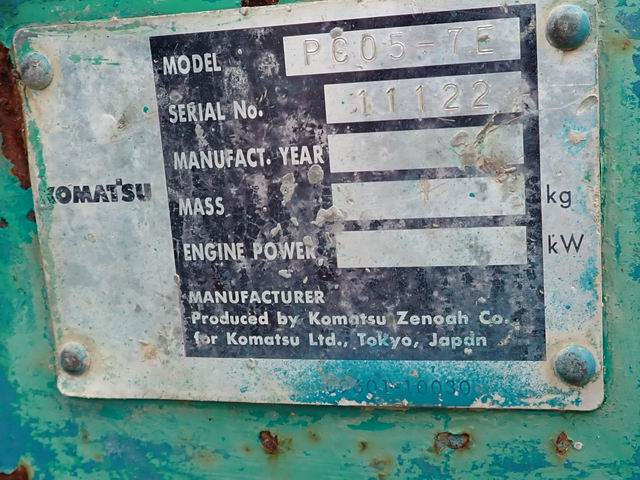 MODEL PC05-7E
SERIAL No. 11122
MANUFACT. YEAR
KOMATSU
MASS kg
ENGINE POWER kW
MANUFACTURER
Produced by Komatsu Zenoah Co.
for Komatsu Ltd., Tokyo, Japan